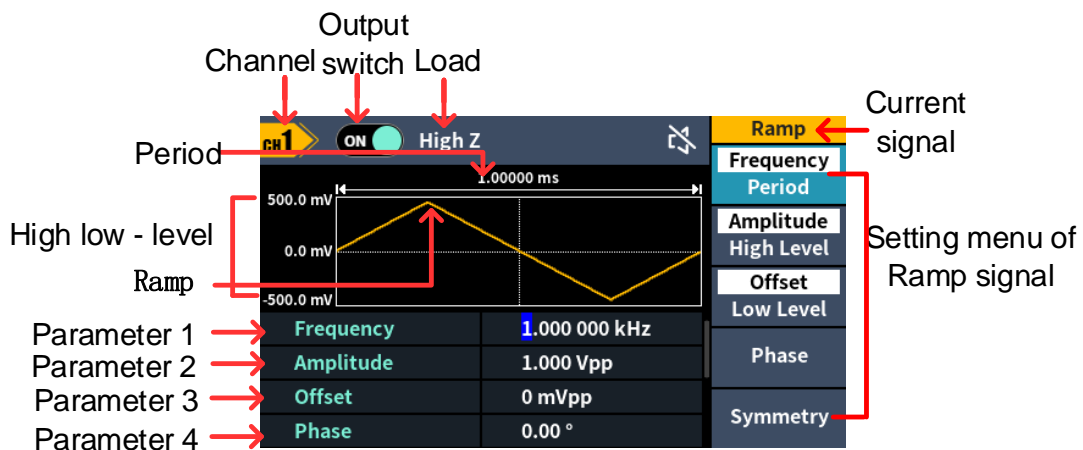 Output
Channel switch Load
CH1 ON High Z
Ramp
Current
signal
Period
1.00000 ms
Frequency
Period
500.0 mV
0.0 mV
-500.0 mV
High low - level
Ramp
Amplitude
High Level
Offset
Low Level
Setting menu of
Ramp signal
Parameter 1
Frequency 1.000 000 kHz
Parameter 2
Amplitude 1.000 Vpp
Parameter 3
Offset 0 mVpp
Parameter 4
Phase 0.00 °
Phase
Symmetry